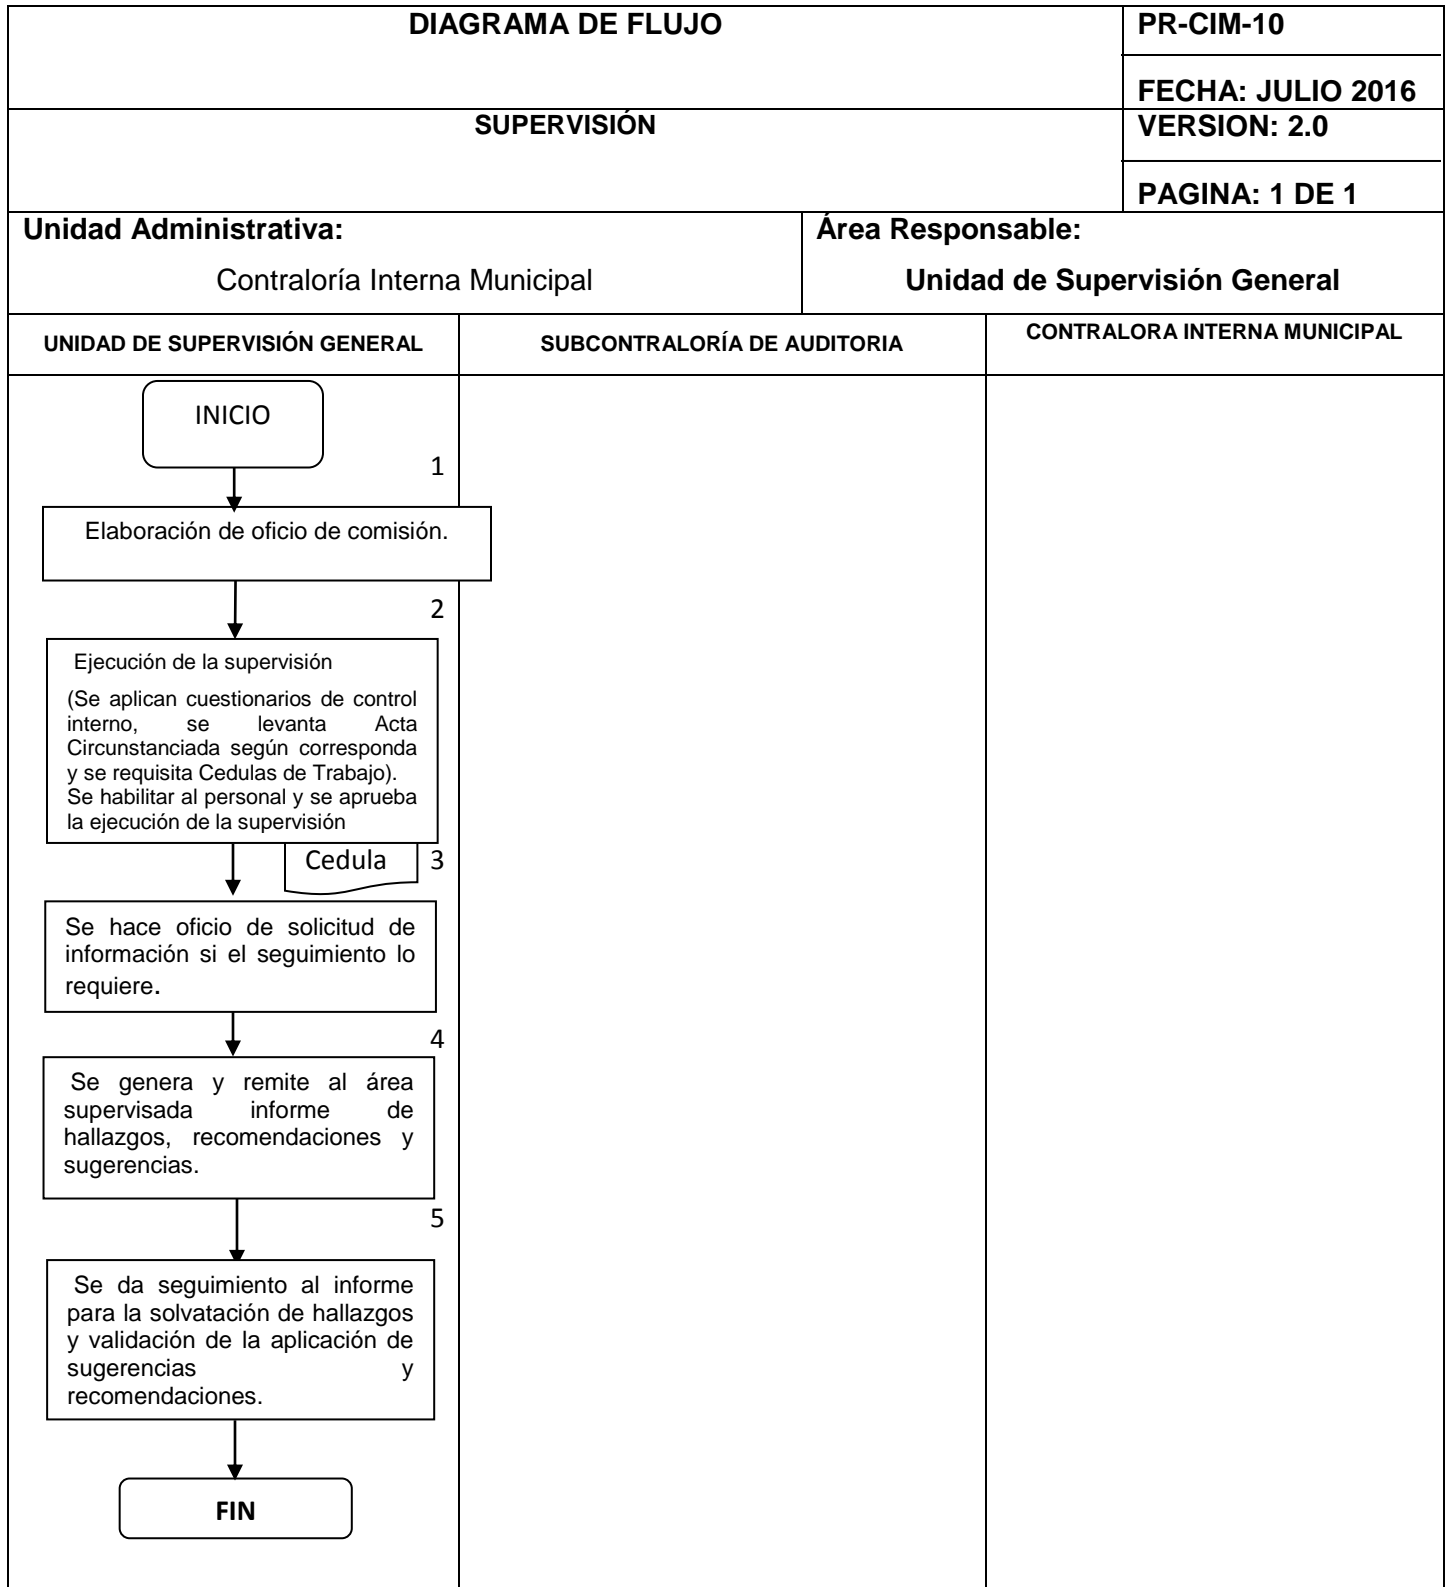 DIAGRAMA DE FLUJO
PR-CIM-10
FECHA: JULIO 2016
SUPERVISIÓN
VERSION: 2.0
PAGINA: 1 DE 1
Unidad Administrativa:
Contraloría Interna Municipal
Área Responsable:
Unidad de Supervisión General
UNIDAD DE SUPERVISIÓN GENERAL
SUBCONTRALORÍA DE AUDITORIA
CONTRALORA INTERNA MUNICIPAL
INICIO
1
Elaboración de oficio de comisión.
2
Ejecución de la supervisión
(Se aplican cuestionarios de control
interno, se levanta Acta
Circunstanciada según corresponda
y se requisita Cedulas de Trabajo).
Se habilitar al personal y se aprueba
la ejecución de la supervisión
Cedula
3
Se hace oficio de solicitud de
información si el seguimiento lo
requiere.
4
Se genera y remite al área
supervisada informe de
hallazgos, recomendaciones y
sugerencias.
5
Se da seguimiento al informe
para la solvatación de hallazgos
y validación de la aplicación de
sugerencias y
recomendaciones.
FIN